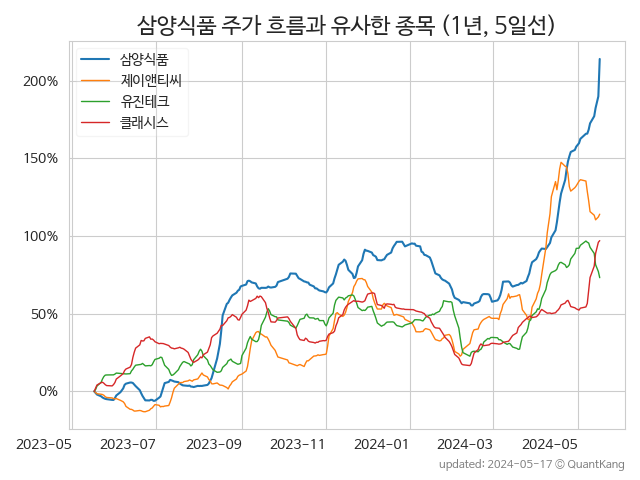 삼양식품 주가 흐름과 유사한 종목 (1년, 5일선)
삼양식품
제이앤티씨
유진테크
클래시스
200%
150%
100%
50%
0%
2023-05 2023-07 2023-09 2023-11 2024-01 2024-03 2024-05
updated: 2024-05-17 © QuantKang